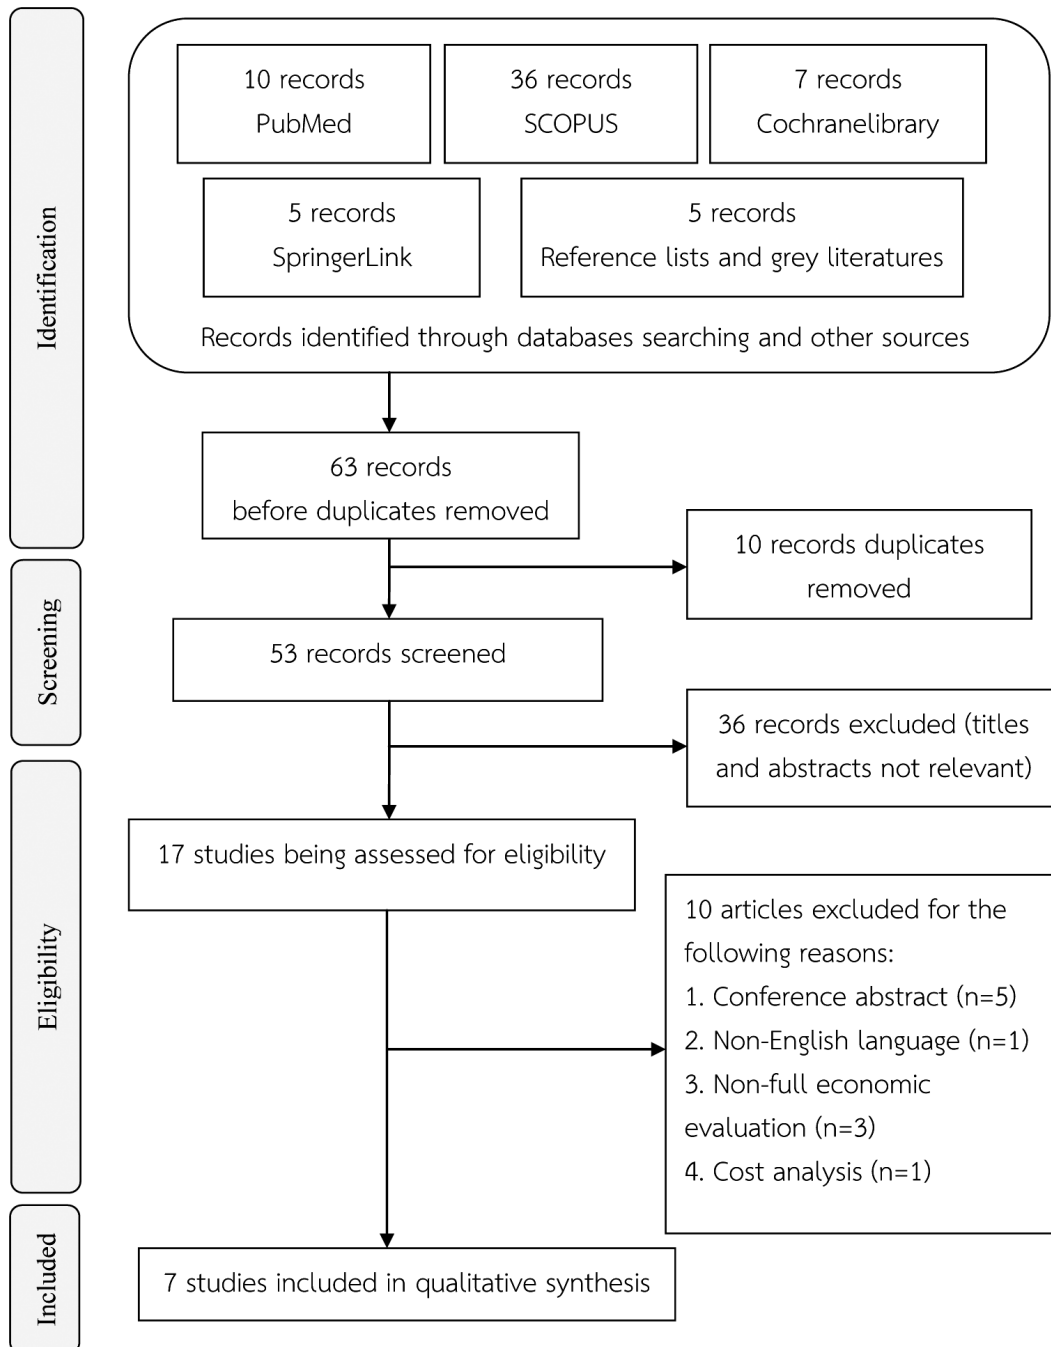 Identification
10 records
PubMed
36 records
SCOPUS
7 records
Cochranelibrary
5 records
SpringerLink
5 records
Reference lists and grey literatures
Records identified through databases searching and other sources
63 records
before duplicates removed
10 records duplicates
removed
Screening
53 records screened
36 records excluded (titles
and abstracts not relevant)
Eligibility
17 studies being assessed for eligibility
10 articles excluded for the
following reasons:
1. Conference abstract (n=5)
2. Non-English language (n=1)
3. Non-full economic
evaluation (n=3)
4. Cost analysis (n=1)
Included
7 studies included in qualitative synthesis